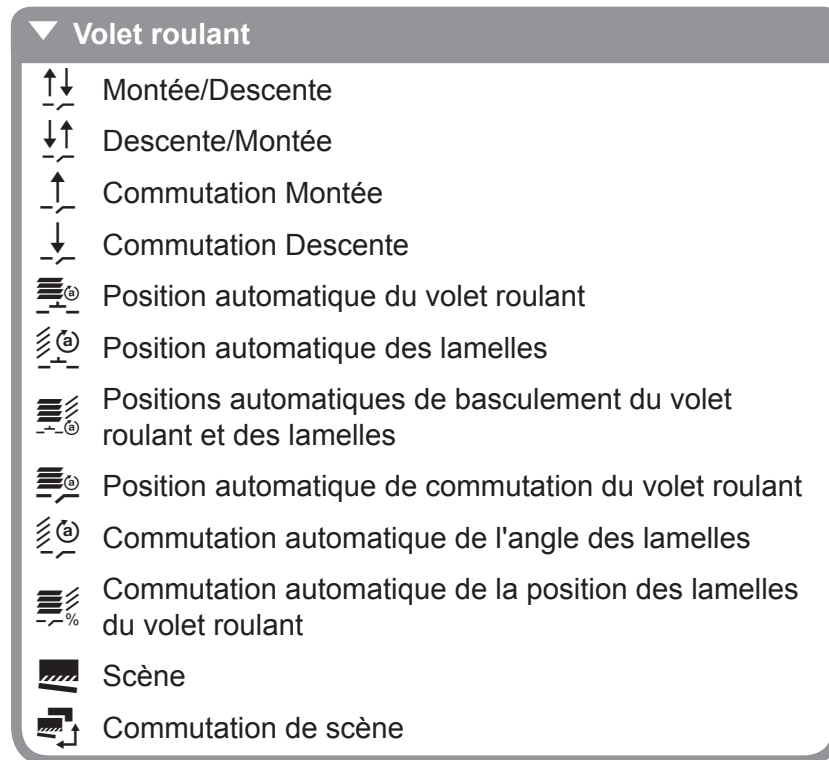 Volet roulant
Montée/Descente
Descente/Montée
Commutation Montée
Commutation Descente
a Position automatique du volet roulant
a Position automatique des lamelles
Positions automatiques de basculement du volet
a roulant et des lamelles
a Position automatique de commutation du volet roulant
a Commutation automatique de l'angle des lamelles
Commutation automatique de la position des lamelles
% du volet roulant
Scène
Commutation de scène